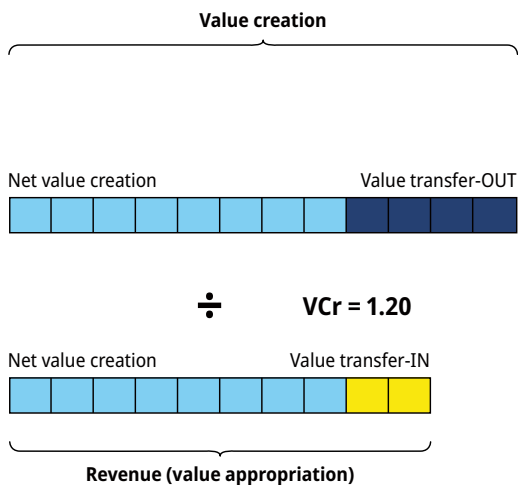 Value creation
Net value creation Value transfer-OUT
÷ VCr = 1.20
Net value creation Value transfer-IN
Revenue (value appropriation)